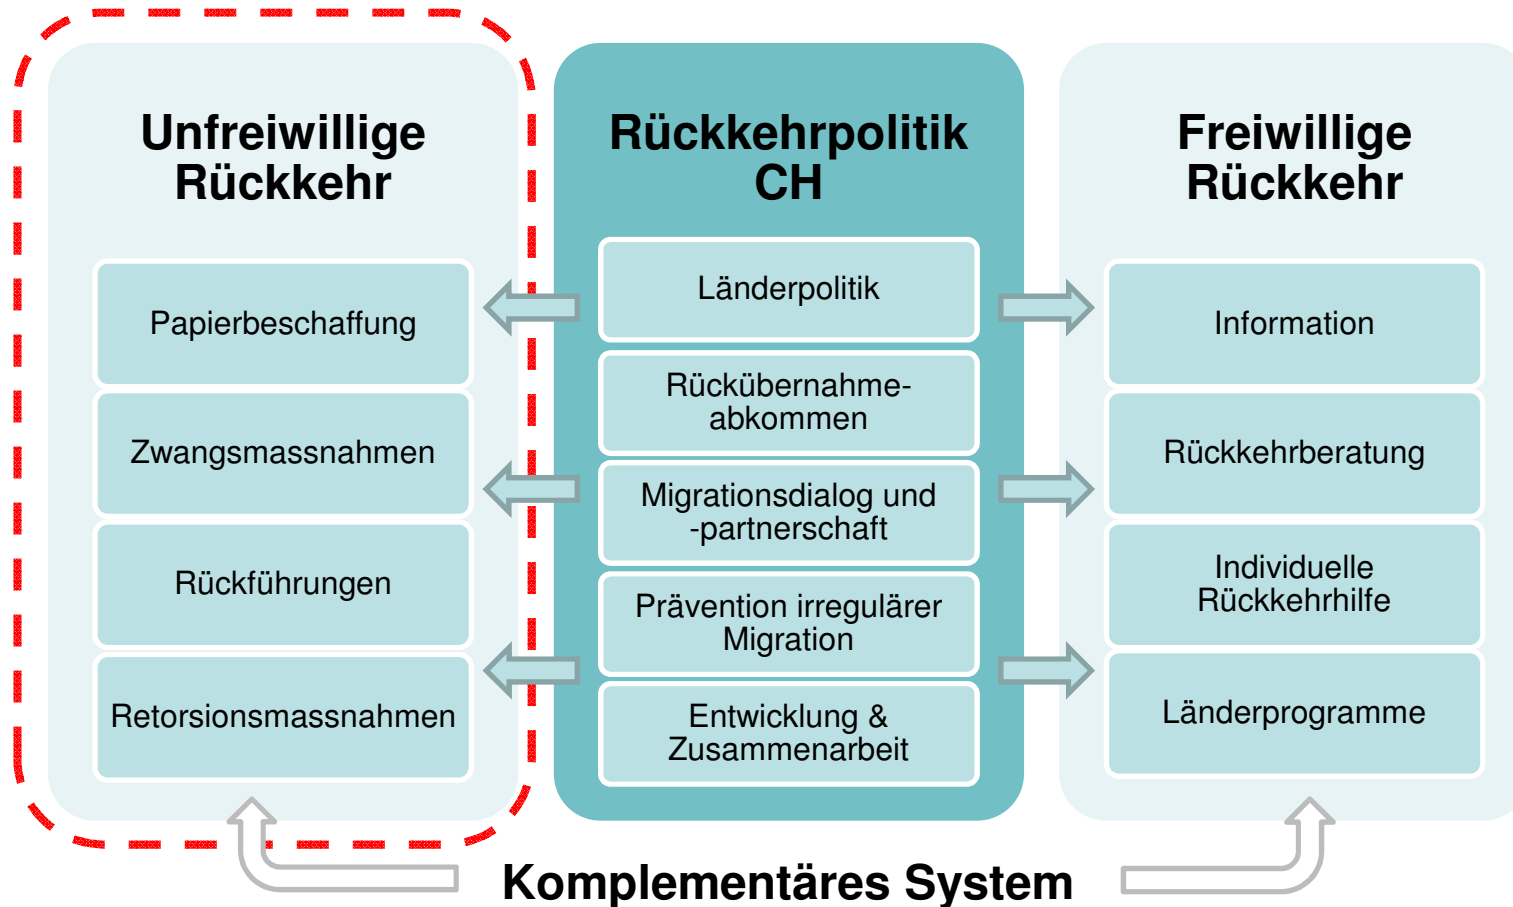 Unfreiwillige
Rückkehr
Papierbeschaffung
Zwangsmassnahmen
Rückführungen
Retorsionsmassnahmen
Rückkehrpolitik
CH
Länderpolitik
Rückübernahme-
abkommen
Migrationsdialog und
-partnerschaft
Prävention irregulärer
Migration
Entwicklung &
Zusammenarbeit
Freiwillige
Rückkehr
Information
Rückkehrberatung
Individuelle
Rückkehrhilfe
Länderprogramme
Komplementäres System